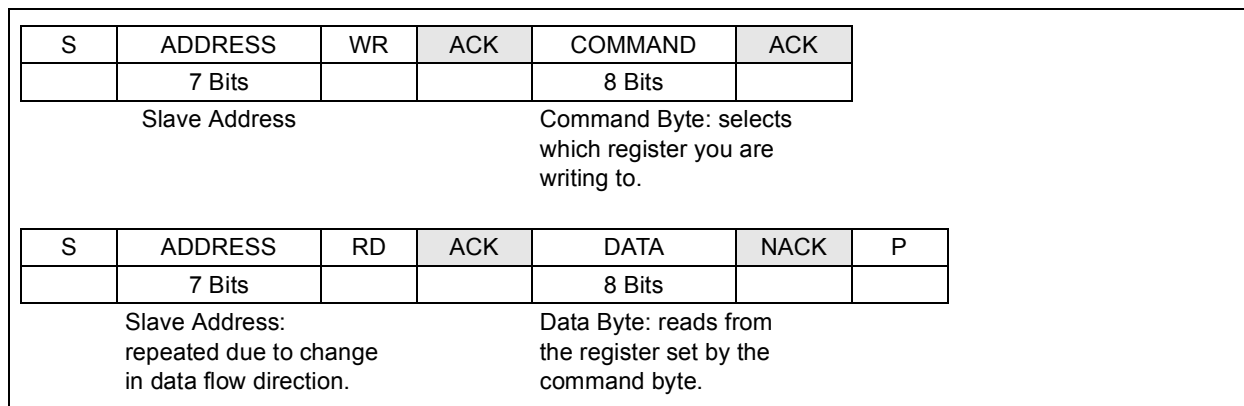 S ADDRESS WR ACK COMMAND ACK
7 Bits 8 Bits
Slave Address
Command Byte: selects
which register you are
writing to.
S ADDRESS RD ACK DATA NACK P
7 Bits 8 Bits
Slave Address:
repeated due to change
in data flow direction.
Data Byte: reads from
the register set by the
command byte.